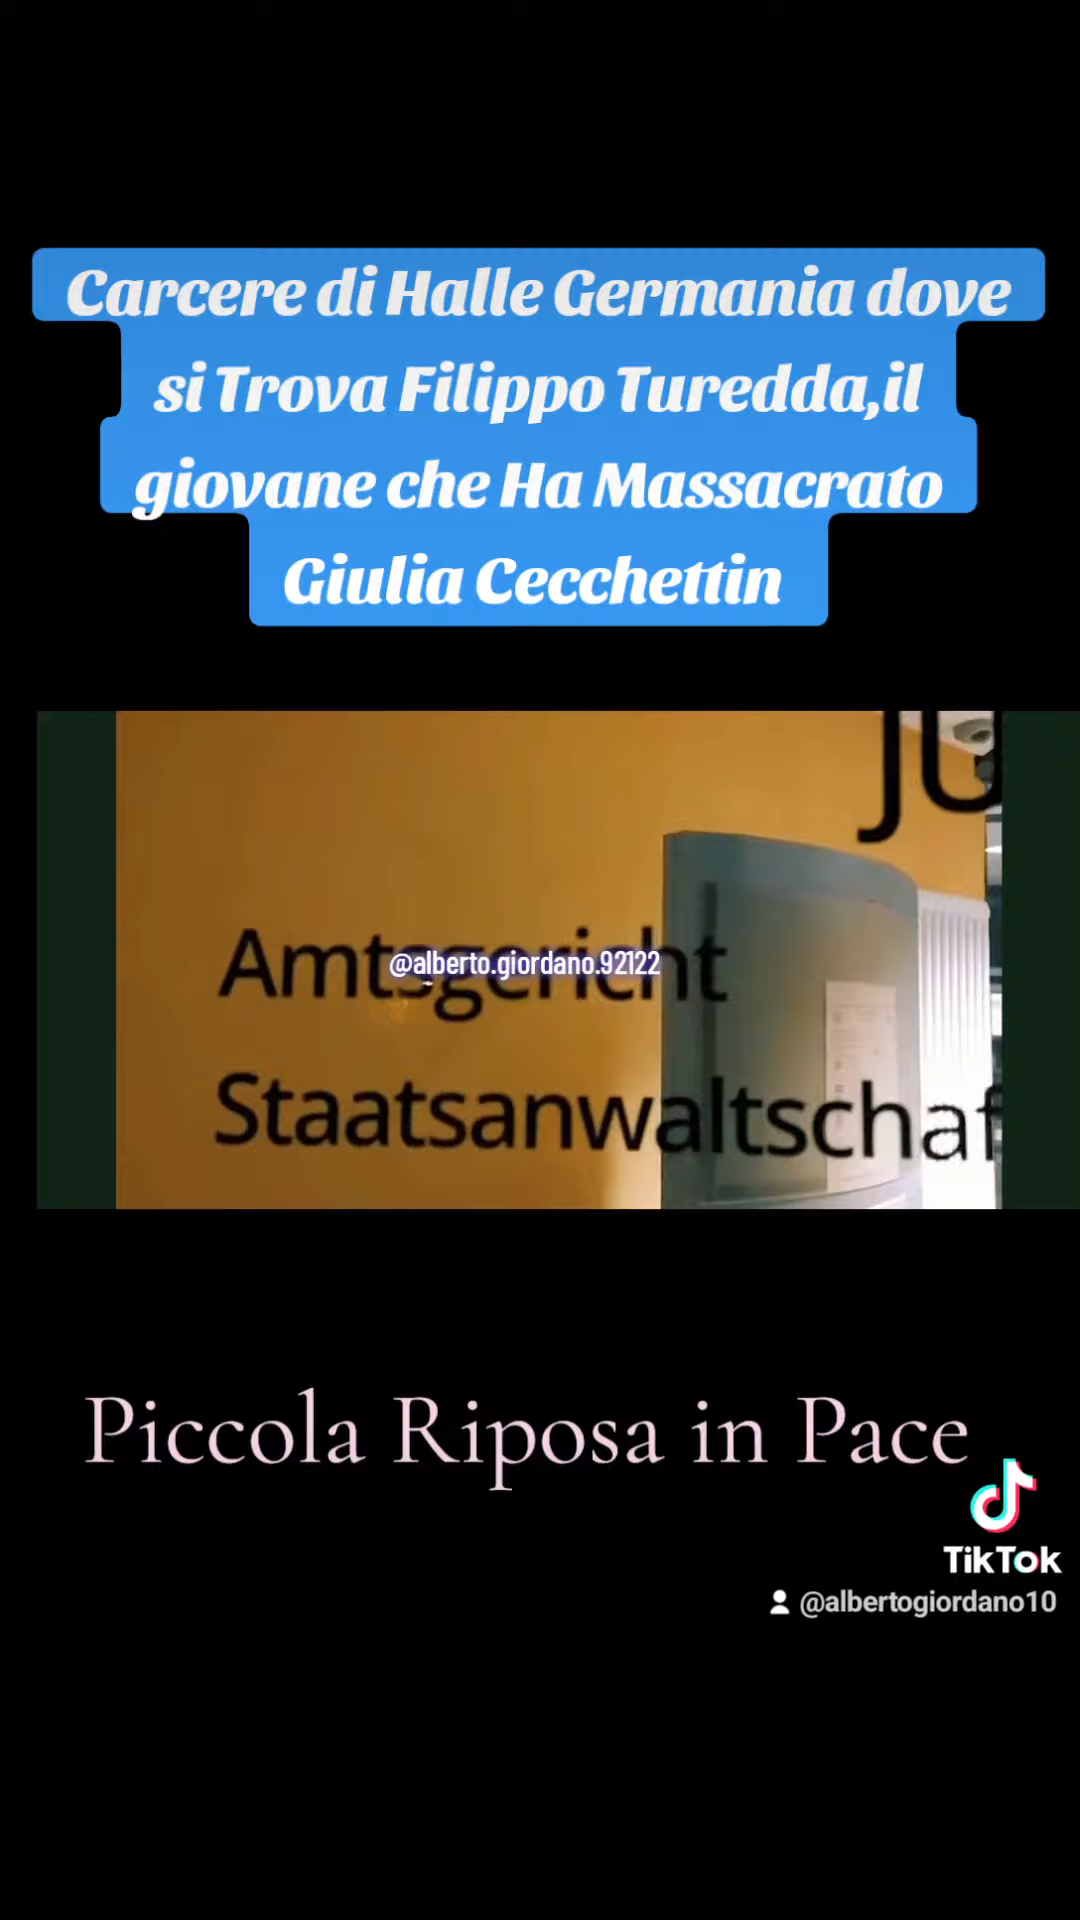 Carcere di Halle Germania dove
si Trova Filippo Turedda,il
giovane che Ha Massacrato
Giulia Cecchettin
JU
Amtsgericht
@alberto.giordano.92122
Staatsanwaltschaf
Piccola Riposa in Pace
TikTok
@albertogiordano10